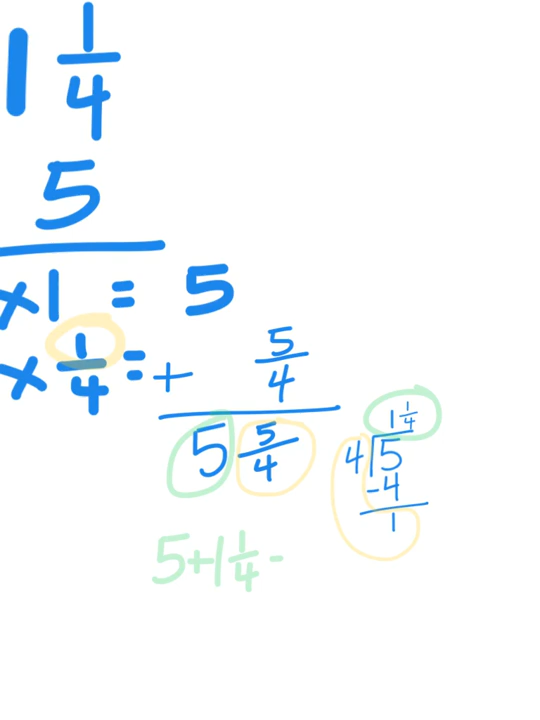 1 1/4
5
x 1 = 5
x 1/4 = + 5/4
5 5/4
1 1/4
4 5
-4
1
5+1 1/4 -